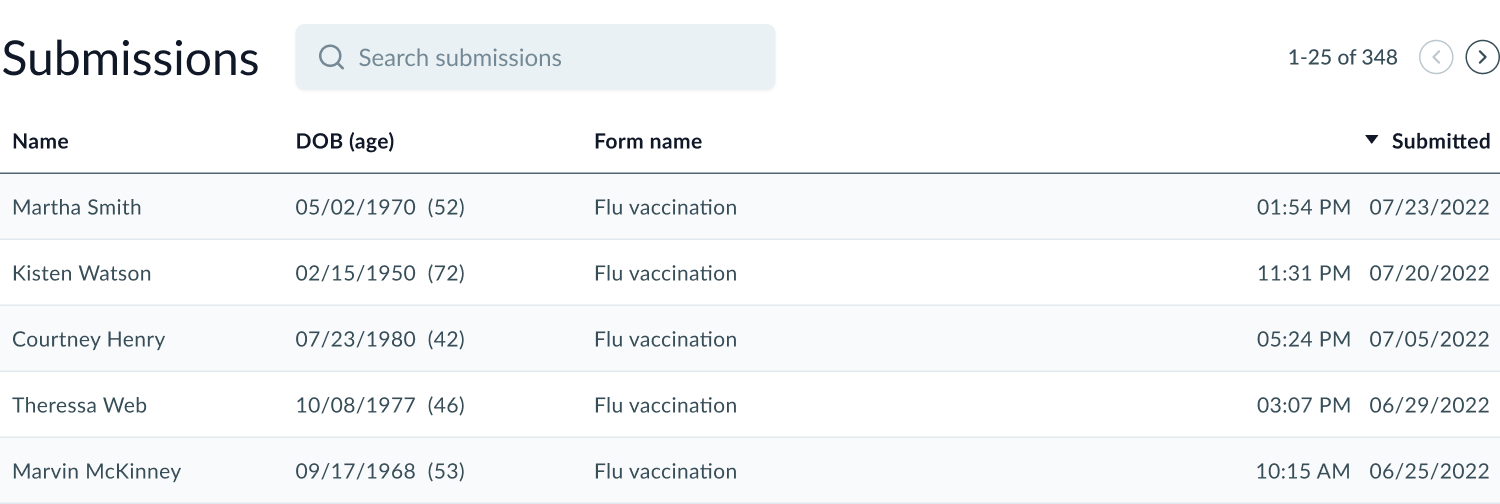 Submissions Search submissions 1-25 of 348
Name DOB (age) Form name Submitted
Martha Smith 05/02/1970 (52) Flu vaccination 01:54 PM 07/23/2022
Kisten Watson 02/15/1950 (72) Flu vaccination 11:31 PM 07/20/2022
Courtney Henry 07/23/1980 (42) Flu vaccination 05:24 PM 07/05/2022
Theressa Web 10/08/1977 (46) Flu vaccination 03:07 PM 06/29/2022
Marvin McKinney 09/17/1968 (53) Flu vaccination 10:15 AM 06/25/2022